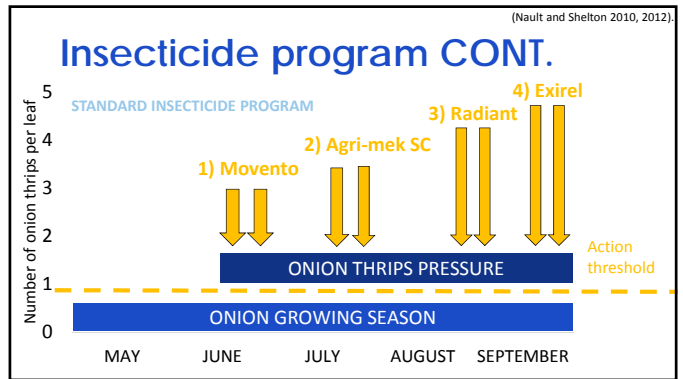 (Nault and Shelton 2010, 2012).
Insecticide program CONT.
STANDARD INSECTICIDE PROGRAM
Number of onion thrips per leaf
5
4
3
2
1
0
1) Movento
2) Agri-mek SC
3) Radiant
4) Exirel
ONION THRIPS PRESSURE
Action
threshold
ONION GROWING SEASON
MAY
JUNE
JULY
AUGUST
SEPTEMBER